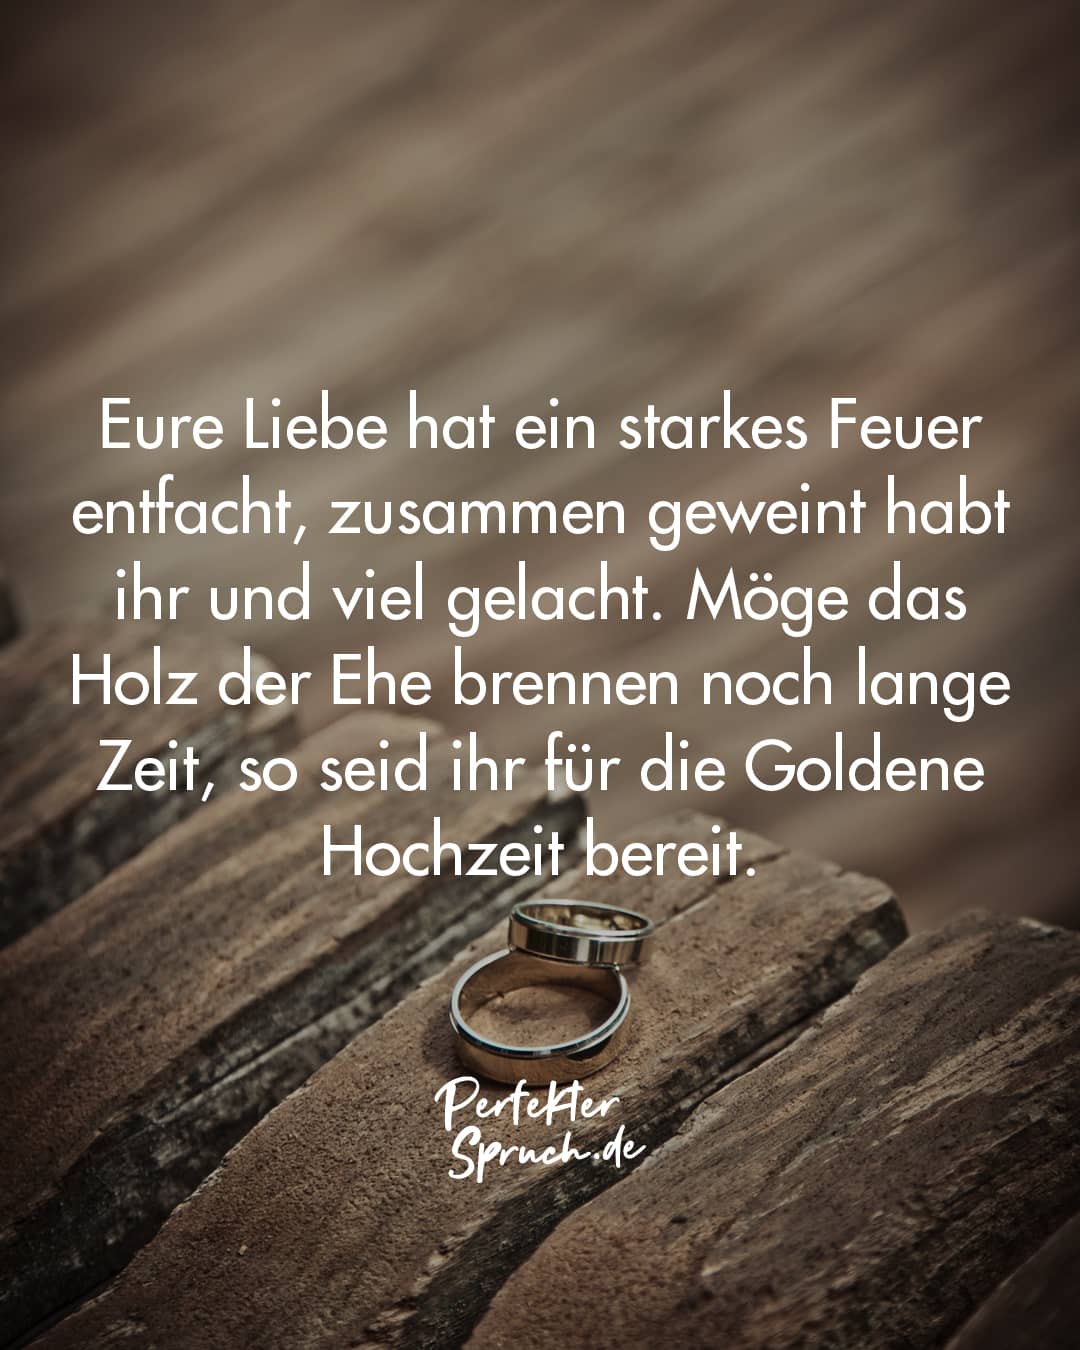 Eure Liebe hat ein starkes Feuer
entfacht, zusammen geweint habt
ihr und viel gelacht. Möge das
Holz der Ehe brennen noch lange
Zeit, so seid ihr für die Goldene
Hochzeit bereit.
Perfekter
Spruch.de